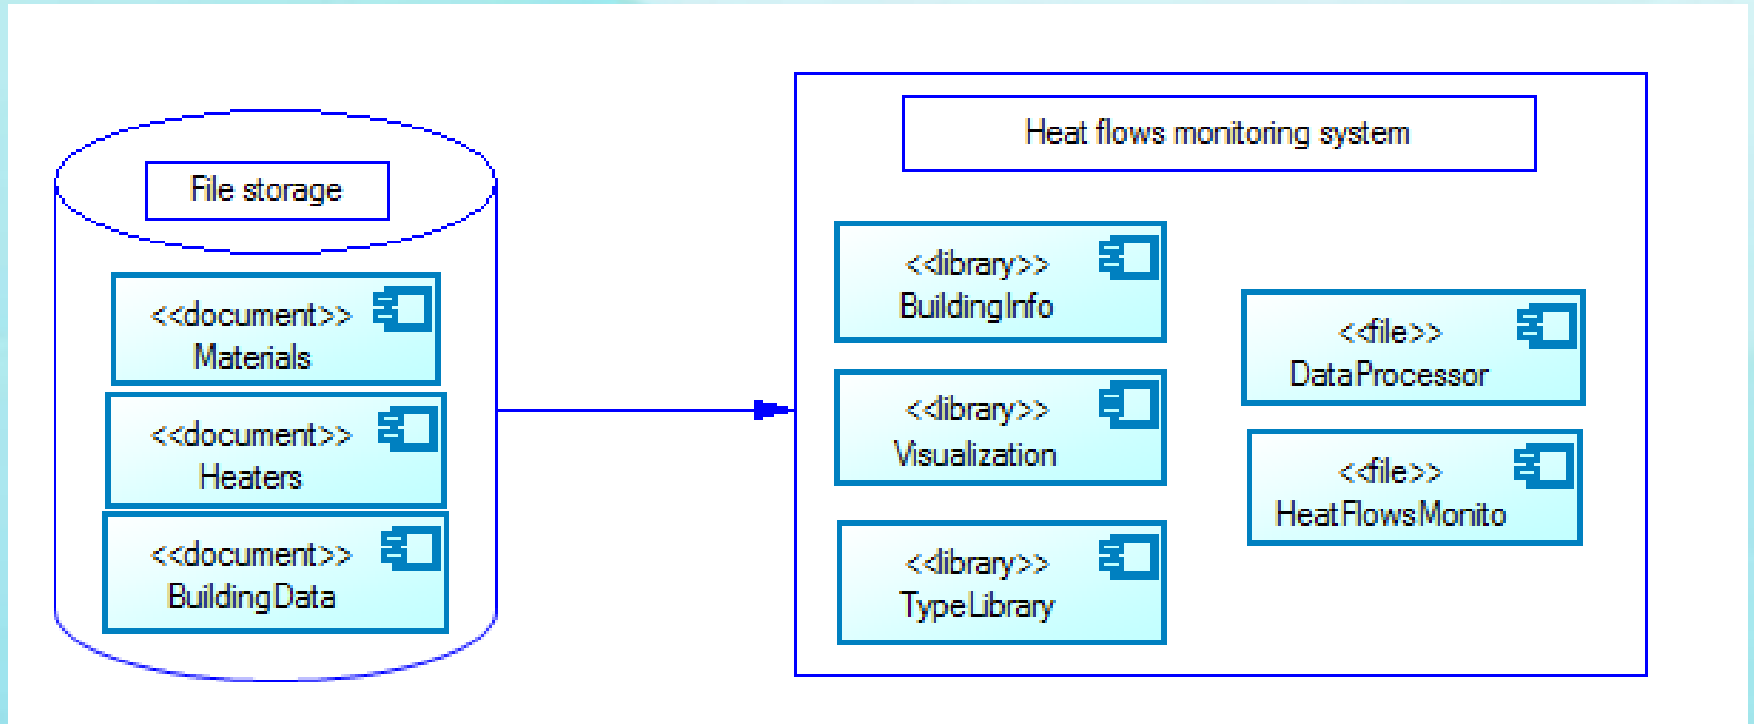 File storage
<<document>>
Materials
<<document>>
Heaters
<<document>>
BuildingData
Heat flows monitoring system
<<library>>
BuildingInfo
<<library>>
Visualization
<<library>>
TypeLibrary
<<file>>
DataProcessor
<<file>>
HeatFlowsMonito